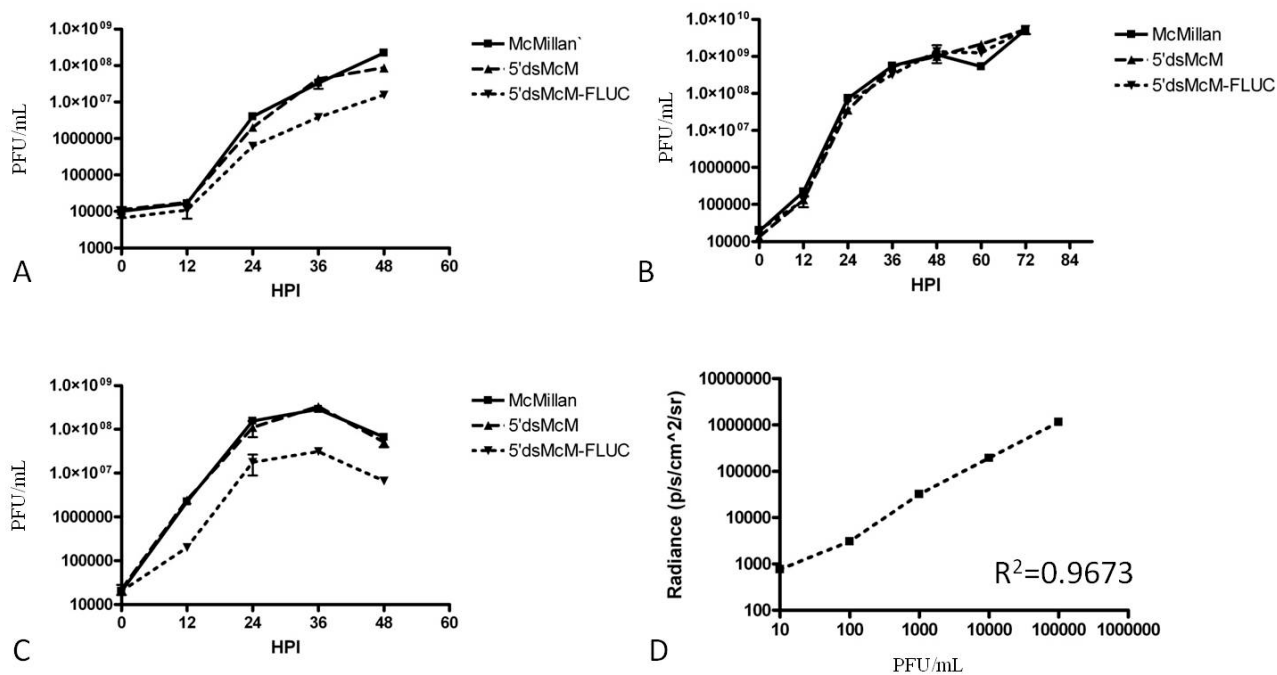 1.0×10⁰⁹
1.0×10⁰⁸
1.0×10⁰⁷
1000000
100000
10000
1000
PFU/mL
0 12 24 36 48 60
HPI
McMillan`
5'dsMcM
5'dsMcM-FLUC
A
1.0×10¹⁰
1.0×10⁰⁹
1.0×10⁰⁸
1.0×10⁰⁷
1000000
100000
10000
PFU/mL
0 12 24 36 48 60 72 84
HPI
McMillan
5'dsMcM
5'dsMcM-FLUC
B
1.0×10⁰⁹
1.0×10⁰⁸
1.0×10⁰⁷
1000000
100000
10000
PFU/mL
0 12 24 36 48 60
HPI
McMillan
5'dsMcM
5'dsMcM-FLUC
C
10000000
1000000
100000
10000
1000
100
Radiance (p/s/cm^2/sr)
R²=0.9673
10 100 1000 10000 100000 1000000
PFU/mL
D